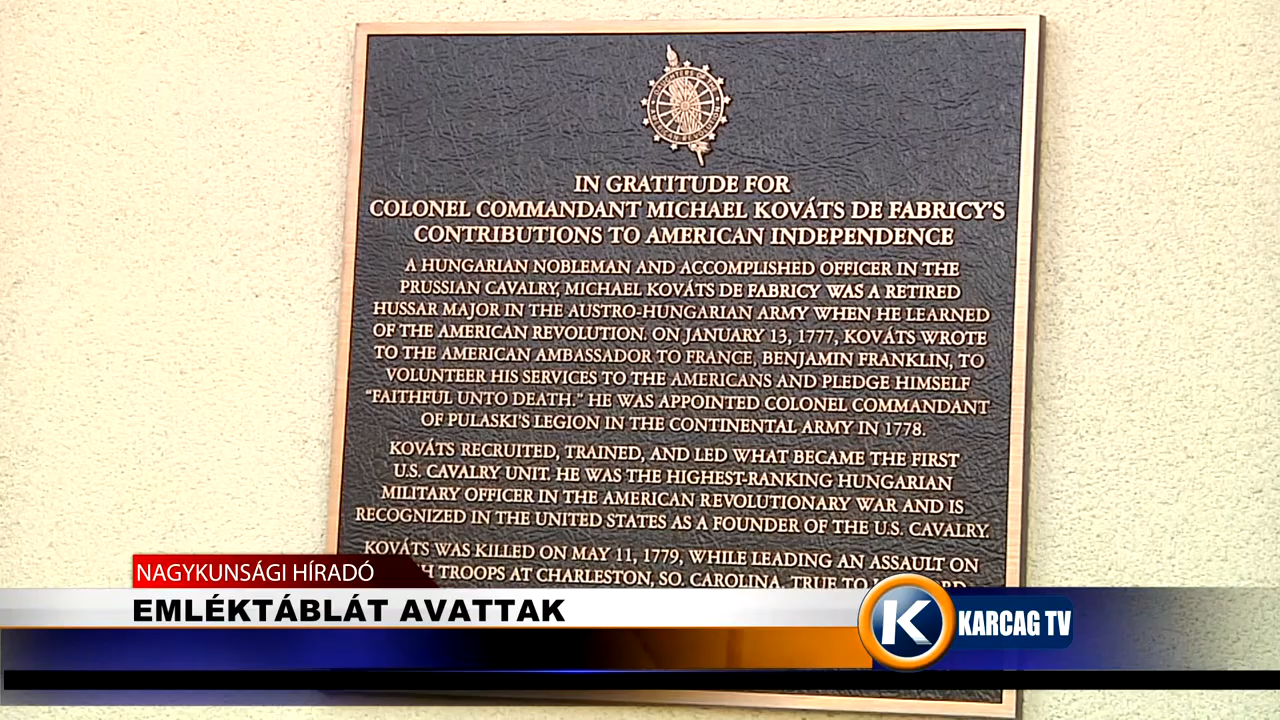 DAUGHTERS OF THE
AMERICAN REVOLUTION
IN GRATITUDE FOR
COLONEL COMMANDANT MICHAEL KOVÁTS DE FABRICY'S
CONTRIBUTIONS TO AMERICAN INDEPENDENCE
A HUNGARIAN NOBLEMAN AND ACCOMPLISHED OFFICER IN THE
PRUSSIAN CAVALRY, MICHAEL KOVÁTS DE FABRICY WAS A RETIRED
HUSSAR MAJOR IN THE AUSTRO-HUNGARIAN ARMY WHEN HE LEARNED
OF THE AMERICAN REVOLUTION. ON JANUARY 13, 1777, KOVÁTS WROTE
TO THE AMERICAN AMBASSADOR TO FRANCE, BENJAMIN FRANKLIN, TO
VOLUNTEER HIS SERVICES TO THE AMERICANS AND PLEDGE HIMSELF
"FAITHFUL UNTO DEATH." HE WAS APPOINTED COLONEL COMMANDANT
OF PULASKI'S LEGION IN THE CONTINENTAL ARMY IN 1778.
KOVÁTS RECRUITED, TRAINED, AND LED WHAT BECAME THE FIRST
U.S. CAVALRY UNIT. HE WAS THE HIGHEST-RANKING HUNGARIAN
MILITARY OFFICER IN THE AMERICAN REVOLUTIONARY WAR AND IS
RECOGNIZED IN THE UNITED STATES AS A FOUNDER OF THE U.S. CAVALRY.
KOVÁTS WAS KILLED ON MAY 11, 1779, WHILE LEADING AN ASSAULT ON
TROOPS AT CHARLESTON, SO. CAROLINA. TRUE TO
NAGYKUNSÁGI HÍRADÓ
EMLÉKTÁBLÁT AVATTAK
K KARCAG TV